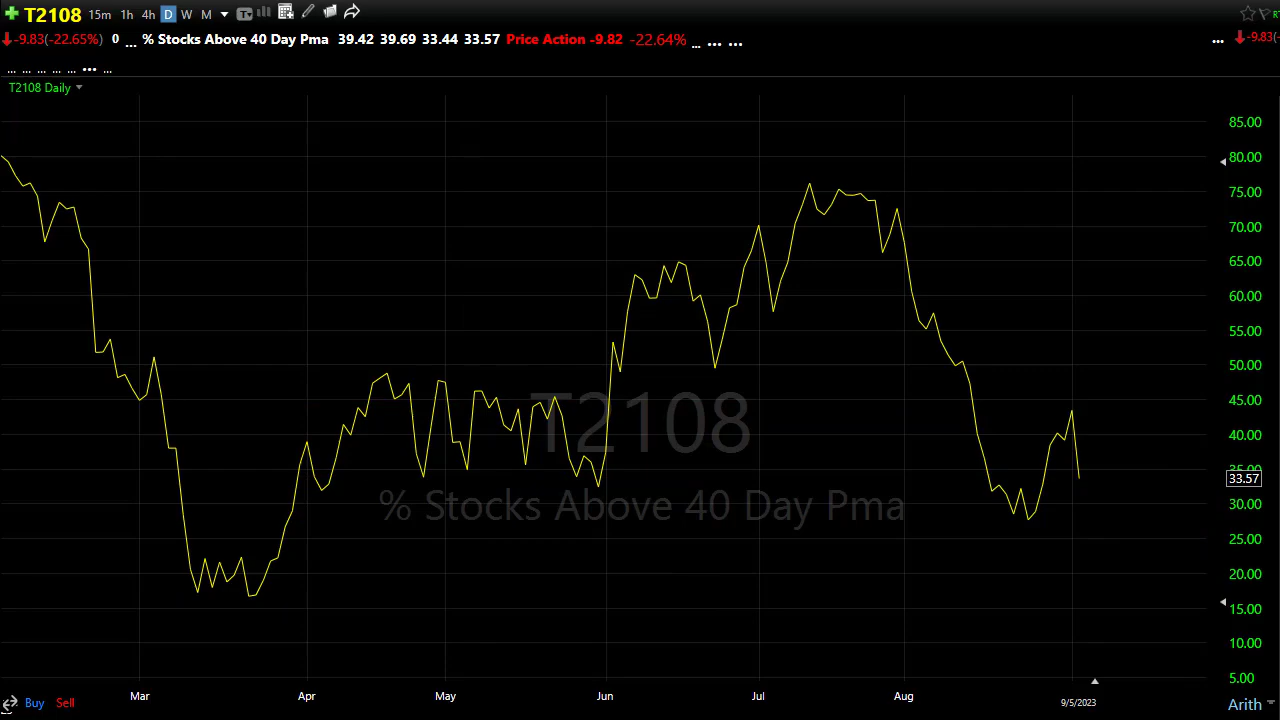 T2108 15m 1h 4h D W M
-9.83(-22.65%) 0 ... % Stocks Above 40 Day Pma 39.42 39.69 33.44 33.57 Price Action -9.82 -22.64% ... ... ... ... -9.83(-
... ... ... ... ... ... ...
T2108 Daily
85.00
80.00
75.00
70.00
65.00
60.00
55.00
50.00
45.00
T2108
40.00
35.00
33.57
% Stocks Above 40 Day Pma
30.00
25.00
20.00
15.00
10.00
5.00
Mar Apr May Jun Jul Aug
Buy Sell 9/5/2023 Arith